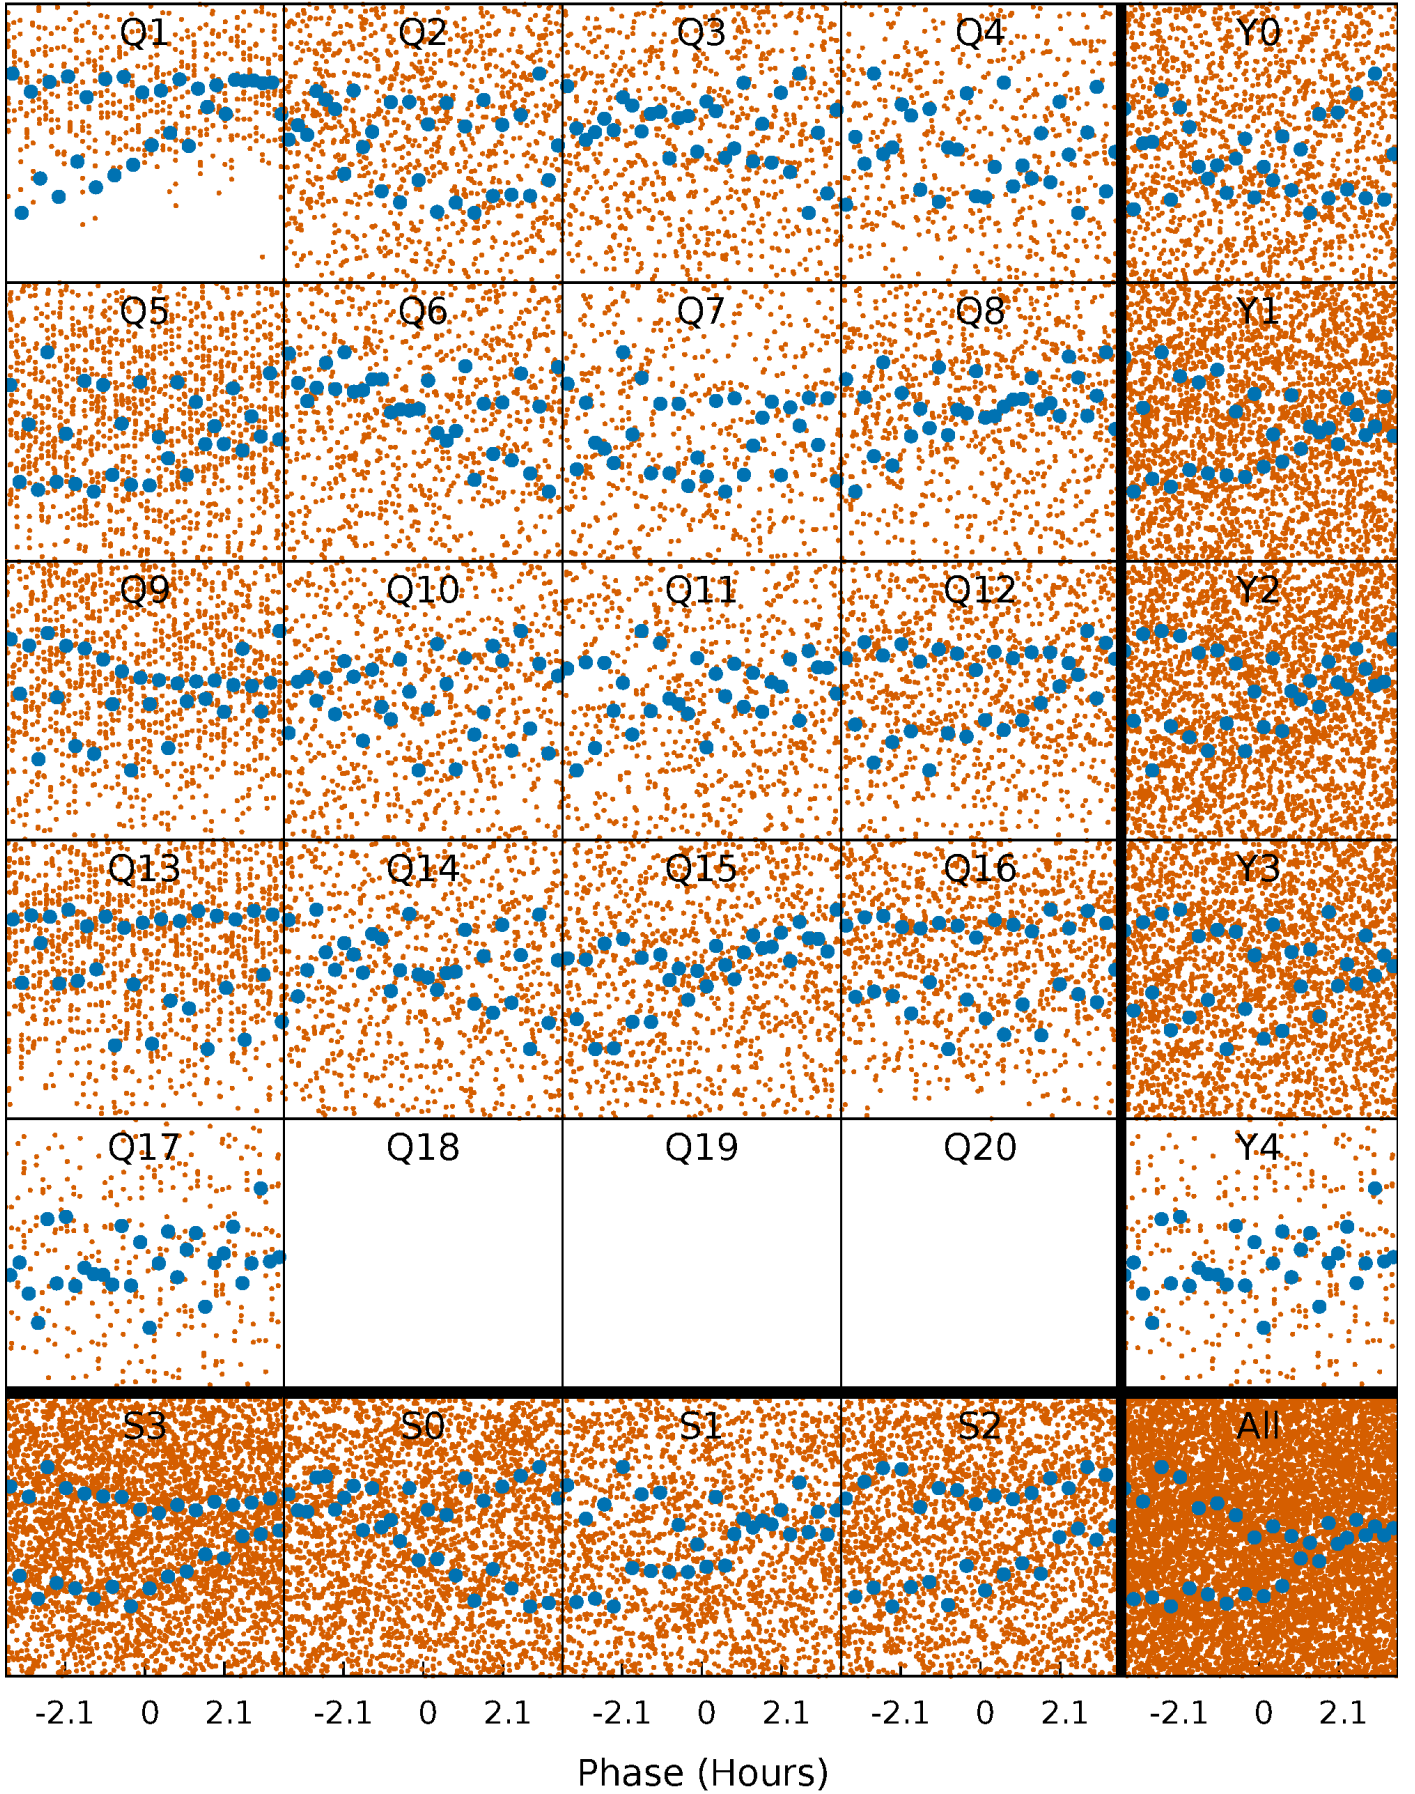 Q1 Q2 Q3 Q4 Y0
Q5 Q6 Q7 Q8 Y1
Q9 Q10 Q11 Q12 Y2
Q13 Q14 Q15 Q16 Y3
Q17 Q18 Q19 Q20 Y4
S3 S0 S1 S2 All
-2.1 0 2.1 -2.1 0 2.1 -2.1 0 2.1 -2.1 0 2.1 -2.1 0 2.1
Phase (Hours)